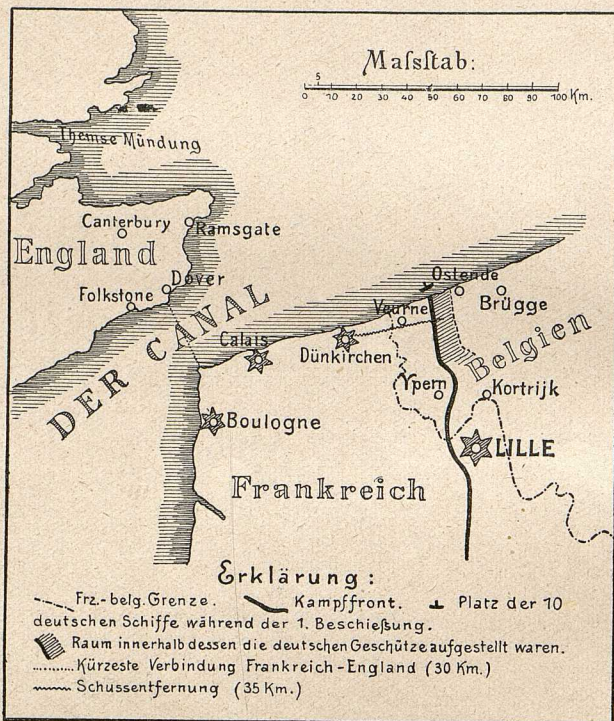 Maſsſtab:
5
0 10 20 30 40 50 60 70 80 90 100 Km.
Themse Mündung
Canterbury
Ramsgate
England
Dover
Folkstone
DER CANAL
Ostende
Brügge
Veurne
Calais
Dünkirchen
Belgien
Ypern
Kortrijk
Boulogne
LILLE
Frankreich
Erklärung:
Frz.-belg. Grenze. Kampffront. Platz der 10
deutschen Schiffe während der 1. Beschießung.
Raum innerhalb dessen die deutschen Geschütze aufgestellt waren.
Kürzeste Verbindung Frankreich-England (30 Km.)
Schussentfernung (35 Km.)